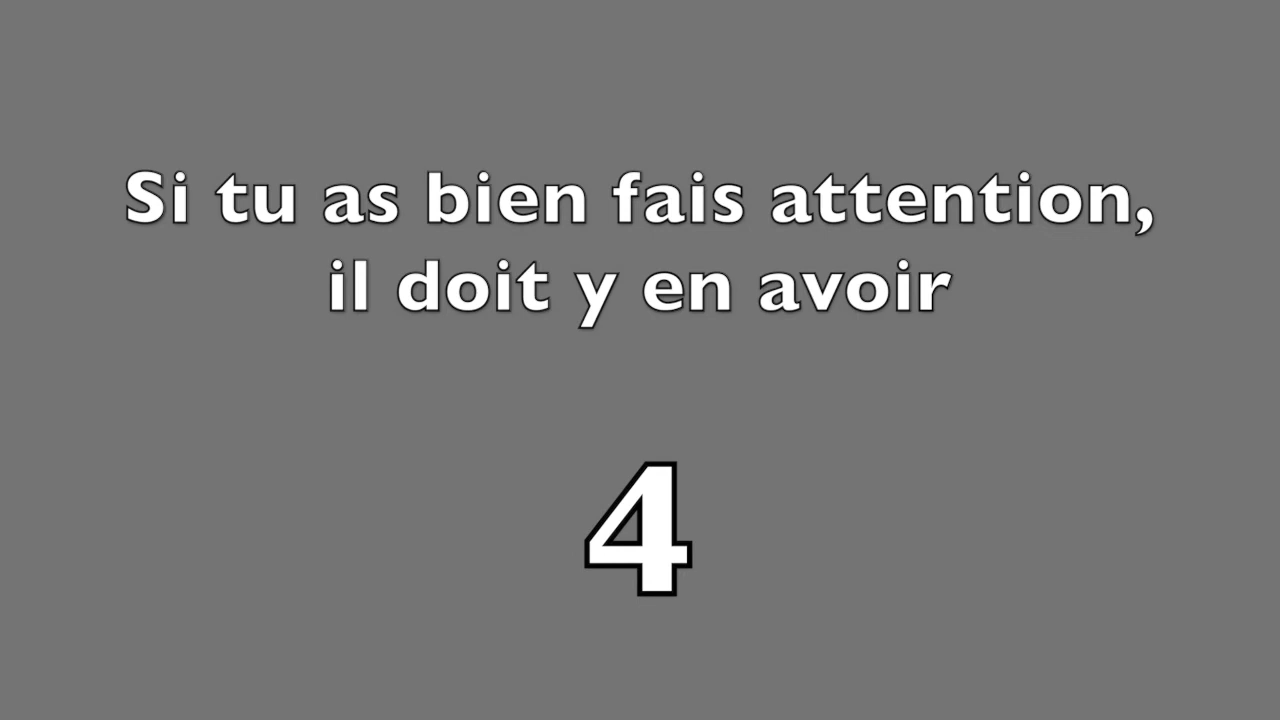 Si tu as bien fais attention,
il doit y en avoir
4